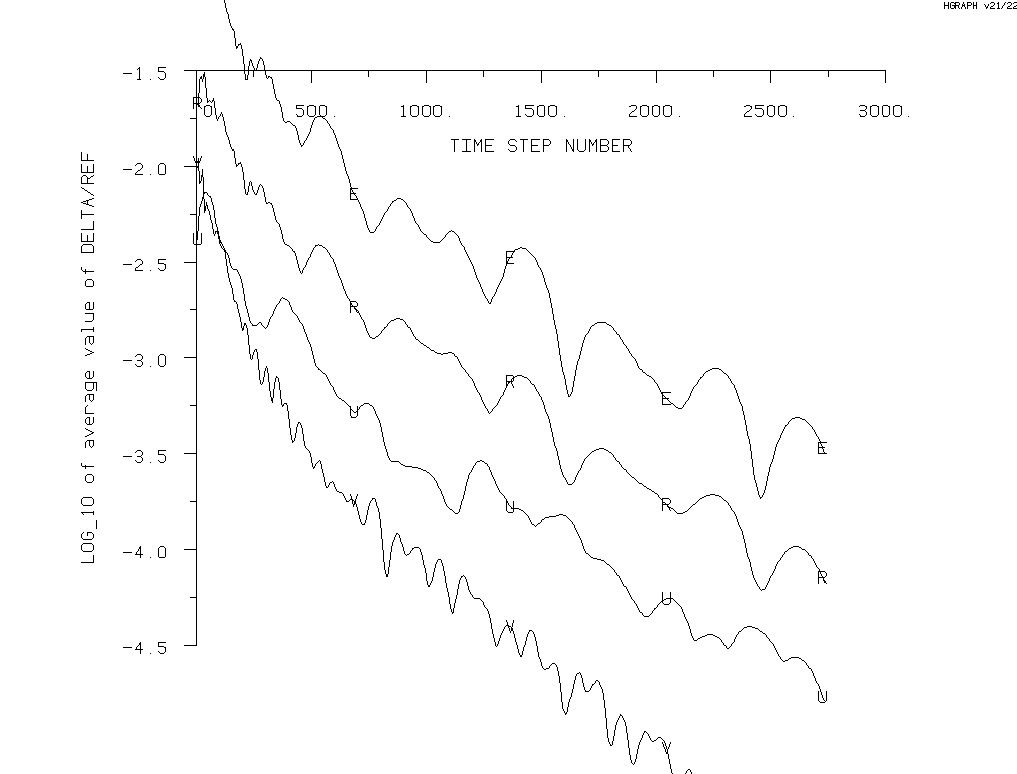 HGRAPH v21/22
-1.5
0. 500. 1000. 1500. 2000. 2500. 3000.
TIME STEP NUMBER
-2.0
-2.5
-3.0
-3.5
-4.0
-4.5
LOG_10 of average value of DELTA/REF
E E E E
R R R R R
U U U U U
V V V V